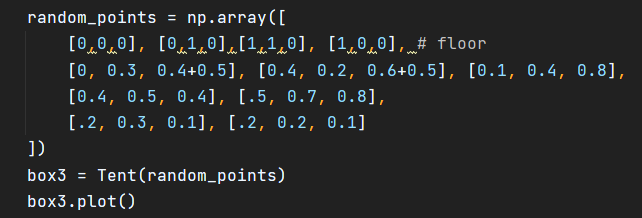 random_points = np.array([
    [0,0,0], [0,1,0],[1,1,0], [1,0,0], # floor
    [0, 0.3, 0.4+0.5], [0.4, 0.2, 0.6+0.5], [0.1, 0.4, 0.8],
    [0.4, 0.5, 0.4], [.5, 0.7, 0.8],
    [.2, 0.3, 0.1], [.2, 0.2, 0.1]
])
box3 = Tent(random_points)
box3.plot()